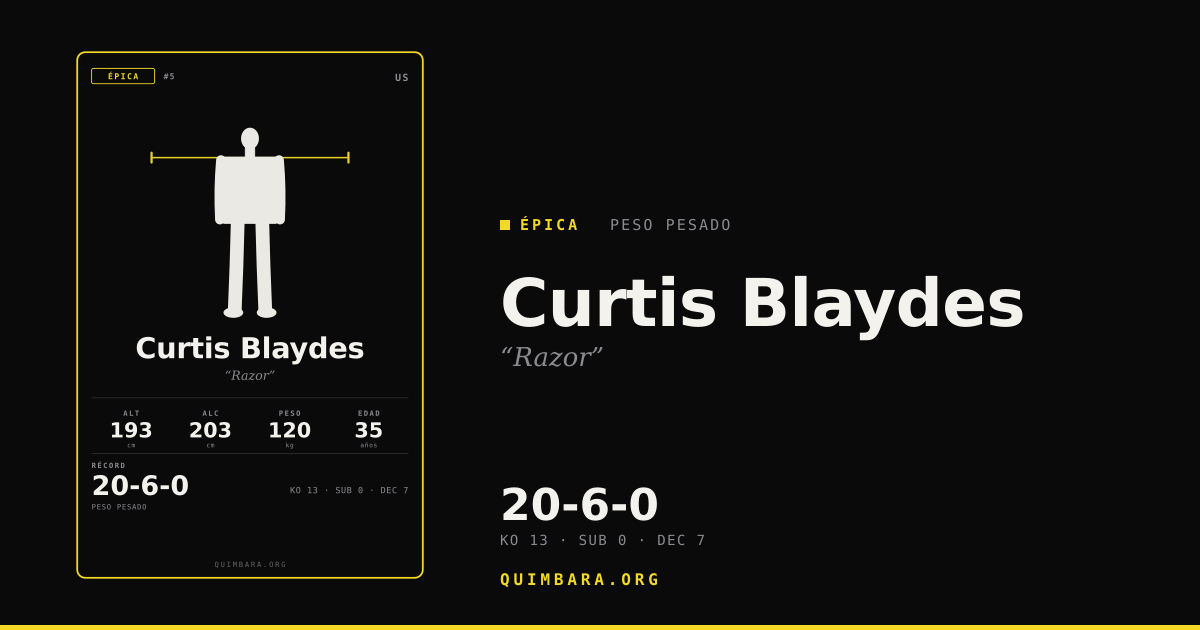 ÉPICA #5 US
Curtis Blaydes
“Razor”
ALT ALC PESO EDAD
193 203 120 35
cm cm kg años
RÉCORD
20-6-0 KO 13 · SUB 0 · DEC 7
PESO PESADO
QUIMBARA.ORG
ÉPICA PESO PESADO
Curtis Blaydes
“Razor”
20-6-0
KO 13 · SUB 0 · DEC 7
QUIMBARA.ORG